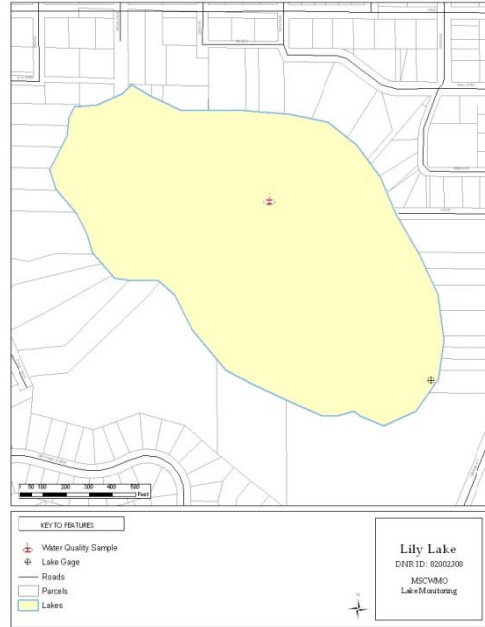 0 50 100 200 300 400 500
Feet
KEY TO FEATURES
Water Quality Sample
Lake Gage
Roads
Parcels
Lakes
Lily Lake
DNR ID: 82002300
MSCWMO
Lake Monitoring